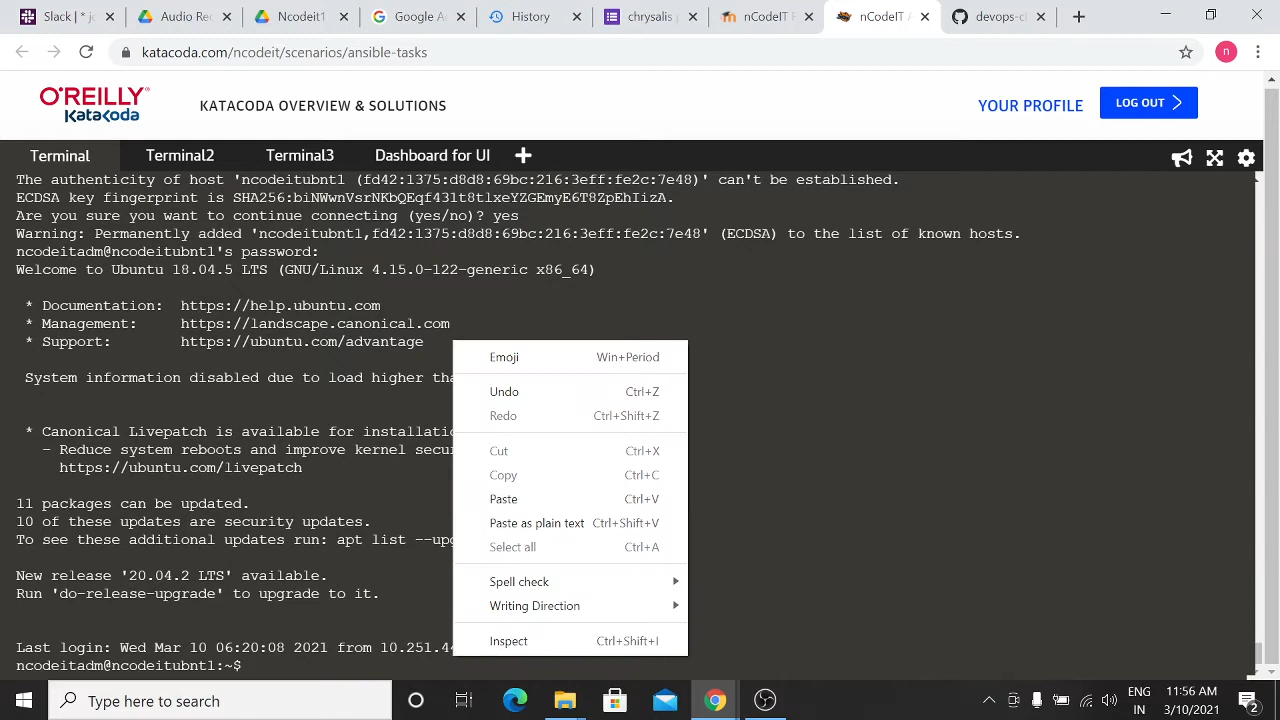 Slack | * jo
Audio Rec
Ncodeit1
Google A
History
chrysalis p
nCodeIT E
nCodeIT A
devops-cl
katacoda.com/ncodeit/scenarios/ansible-tasks
n
O'REILLY
KataKoda
KATACODA OVERVIEW & SOLUTIONS
YOUR PROFILE
LOG OUT
Terminal
Terminal2
Terminal3
Dashboard for UI
The authenticity of host 'ncodeitubnt1 (fd42:1375:d8d8:69bc:216:3eff:fe2c:7e48)' can't be established.
ECDSA key fingerprint is SHA256:biNWwnVsrNKbQEqf43lt8tlxeYZGEmyE6T8ZpEhIizA.
Are you sure you want to continue connecting (yes/no)? yes
Warning: Permanently added 'ncodeitubnt1,fd42:1375:d8d8:69bc:216:3eff:fe2c:7e48' (ECDSA) to the list of known hosts.
ncodeitadm@ncodeitubnt1's password:
Welcome to Ubuntu 18.04.5 LTS (GNU/Linux 4.15.0-122-generic x86_64)
* Documentation: https://help.ubuntu.com
* Management: https://landscape.canonical.com
* Support: https://ubuntu.com/advantage
System information disabled due to load higher tha
* Canonical Livepatch is available for installatio
- Reduce system reboots and improve kernel secur
https://ubuntu.com/livepatch
11 packages can be updated.
10 of these updates are security updates.
To see these additional updates run: apt list --upg
New release '20.04.2 LTS' available.
Run 'do-release-upgrade' to upgrade to it.
Last login: Wed Mar 10 06:20:08 2021 from 10.251.44
ncodeitadm@ncodeitubnt1:~$
Emoji Win+Period
Undo Ctrl+Z
Redo Ctrl+Shift+Z
Cut Ctrl+X
Copy Ctrl+C
Paste Ctrl+V
Paste as plain text Ctrl+Shift+V
Select all Ctrl+A
Spell check
Writing Direction
Inspect Ctrl+Shift+I
Type here to search
ENG
IN
11:56 AM
3/10/2021
2